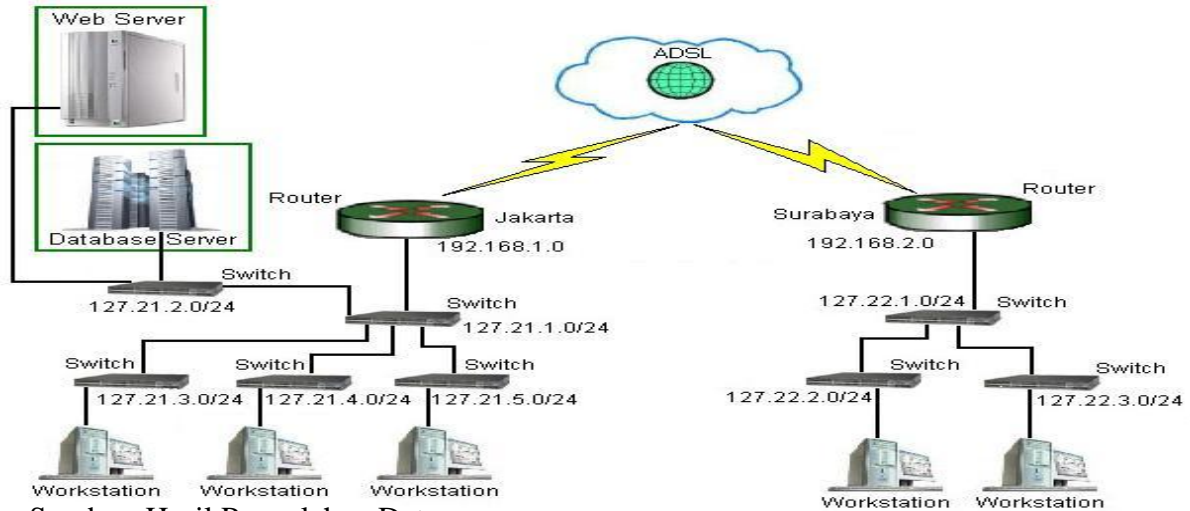 Web Server
ADSL
Database Server
Router
Jakarta
192.168.1.0
Surabaya
Router
192.168.2.0
Switch
127.21.2.0/24
Switch
127.21.1.0/24
127.22.1.0/24
Switch
Switch
127.21.3.0/24
Switch
127.21.4.0/24
Switch
127.21.5.0/24
Switch
127.22.2.0/24
Switch
127.22.3.0/24
Workstation
Workstation
Workstation
Workstation
Workstation